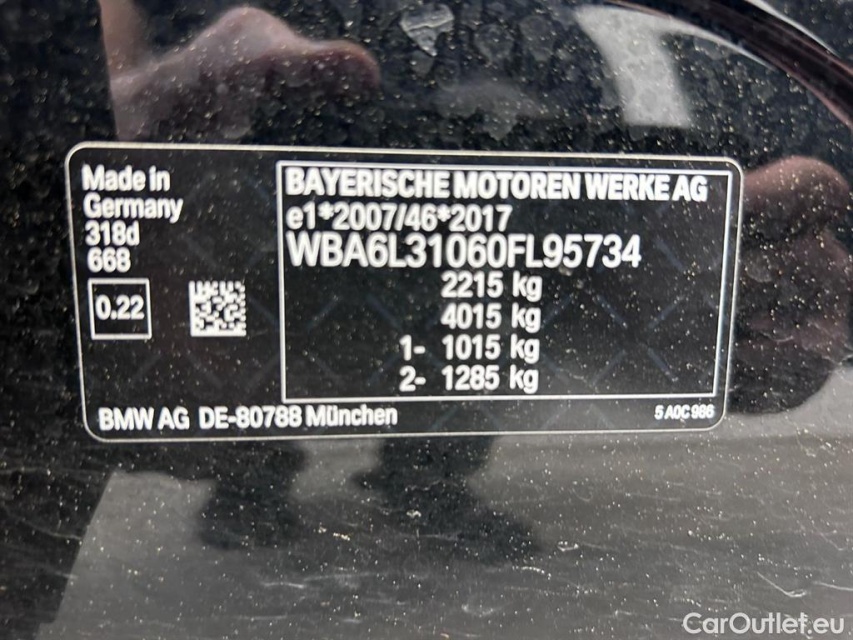 Made in
Germany
318d
668
0.22
BAYERISCHE MOTOREN WERKE AG
e1*2007/46*2017
WBA6L31060FL95734
2215 kg
4015 kg
1- 1015 kg
2- 1285 kg
BMW AG DE-80788 München
5 A0C 986
CarOutlet.eu